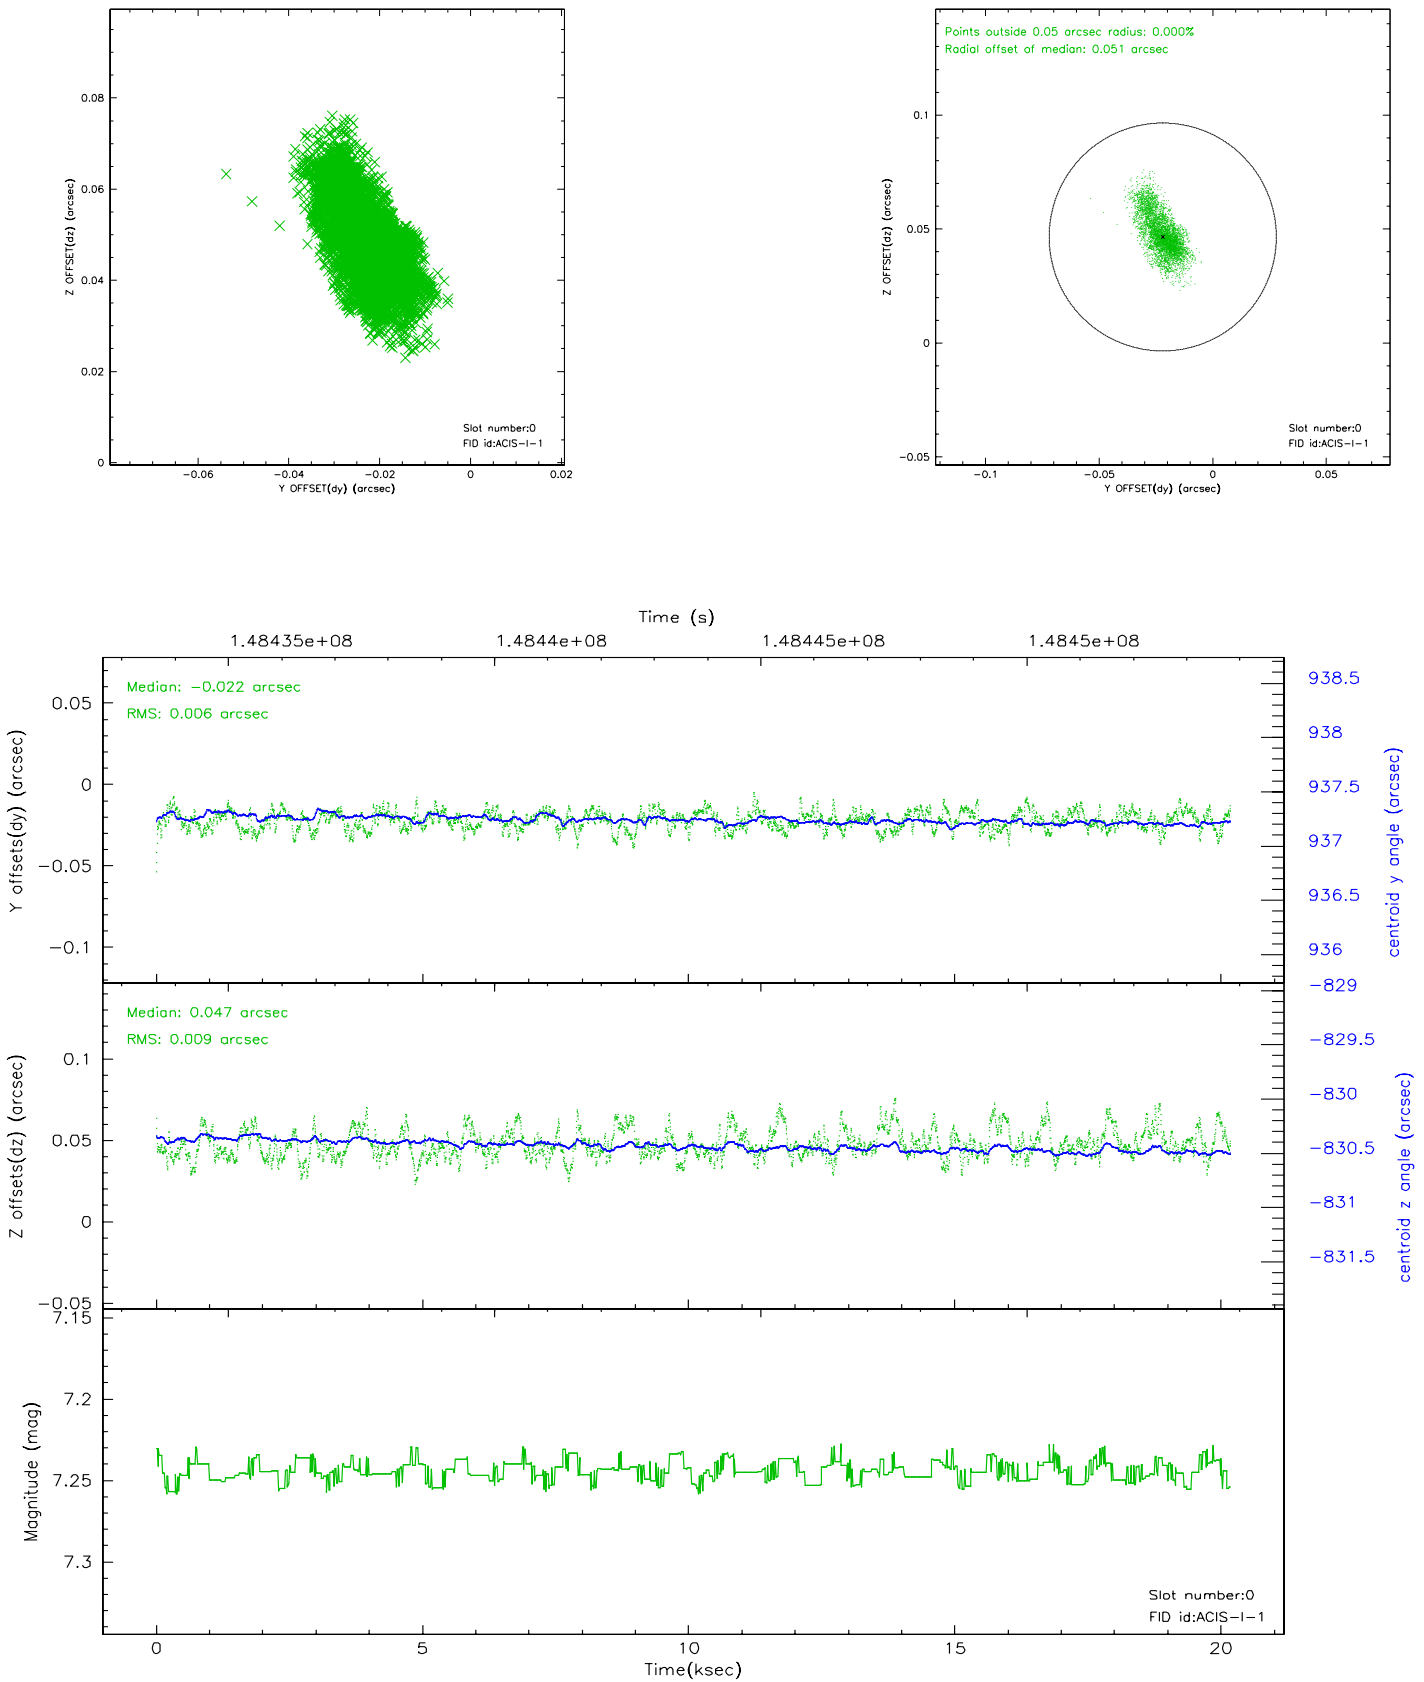 0.08
0.06
0.04
0.02
0
Z OFFSET(dz) (arcsec)
Slot number:0
FID id:ACIS-I-1
-0.06 -0.04 -0.02 0 0.02
Y OFFSET(dy) (arcsec)
Points outside 0.05 arcsec radius: 0.000%
Radial offset of median: 0.051 arcsec
0.1
0.05
0
-0.05
Z OFFSET(dz) (arcsec)
Slot number:0
FID id:ACIS-I-1
-0.1 -0.05 0 0.05
Y OFFSET(dy) (arcsec)
Time (s)
1.48435e+08 1.4844e+08 1.48445e+08 1.4845e+08
Median: -0.022 arcsec
RMS: 0.006 arcsec
0.05
0
-0.05
-0.1
Y offsets(dy) (arcsec)
938.5
938
937.5
937
936.5
936
centroid y angle (arcsec)
Median: 0.047 arcsec
RMS: 0.009 arcsec
0.1
0.05
0
-0.05
Z offsets(dz) (arcsec)
-829
-829.5
-830
-830.5
-831
-831.5
centroid z angle (arcsec)
7.15
7.2
7.25
7.3
Magnitude (mag)
Slot number:0
FID id:ACIS-I-1
0 5 10 15 20
Time(ksec)